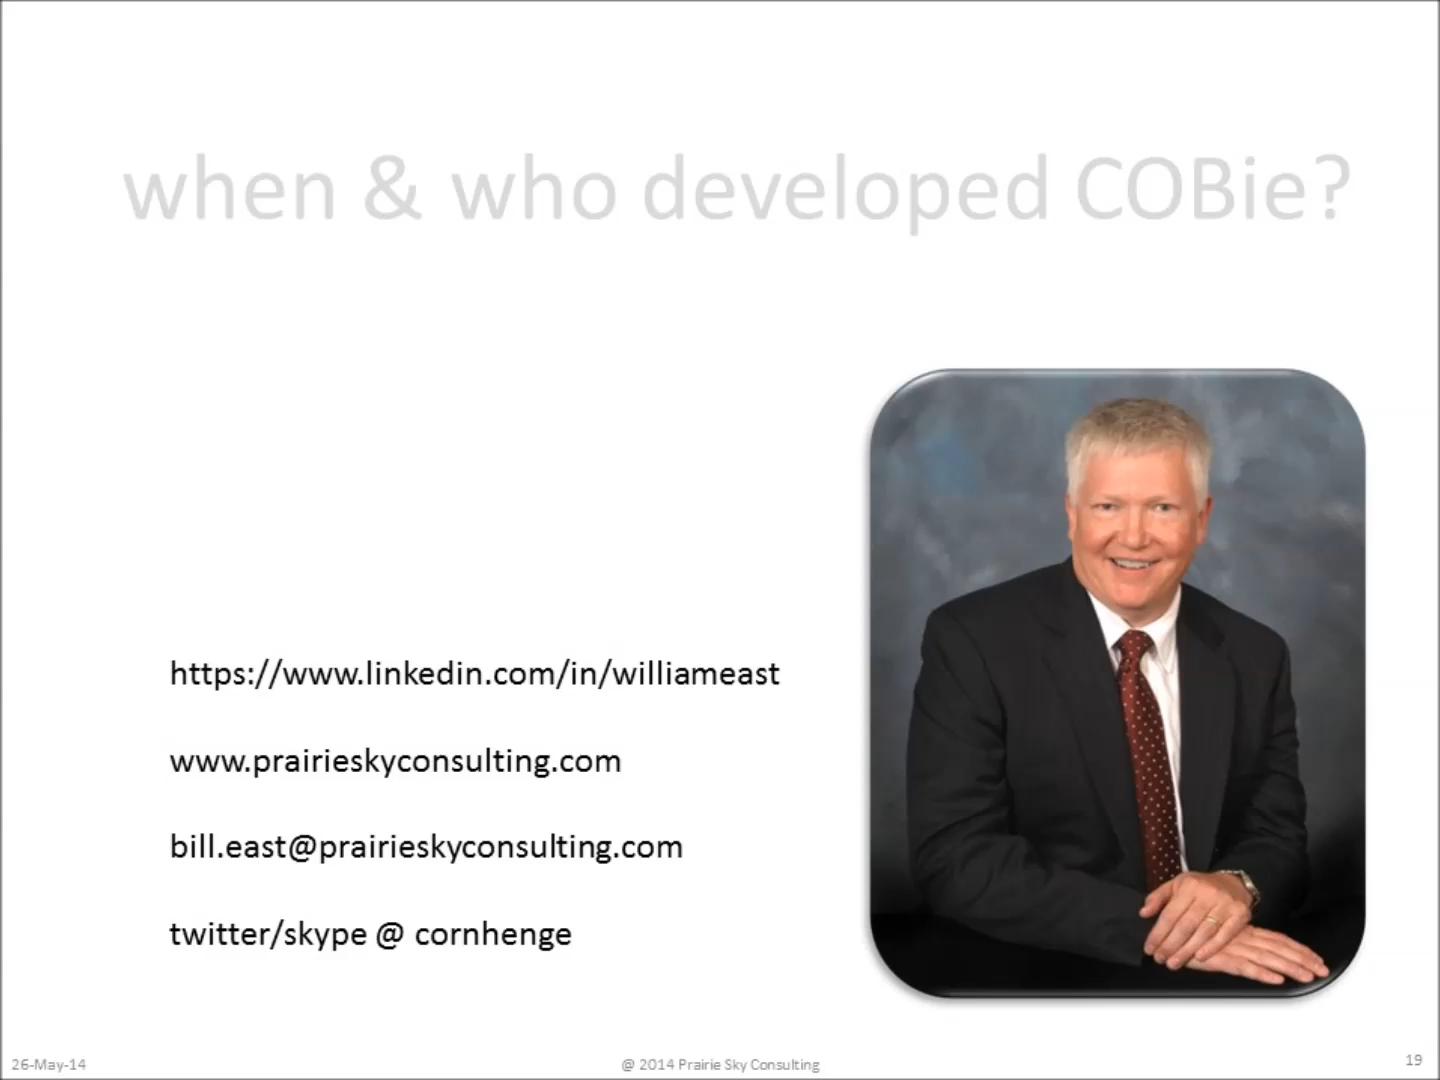 when & who developed COBie?
https://www.linkedin.com/in/williameast
www.prairieskyconsulting.com
bill.east@prairieskyconsulting.com
twitter/skype @ cornhenge
26-May-14
@ 2014 Prairie Sky Consulting
19